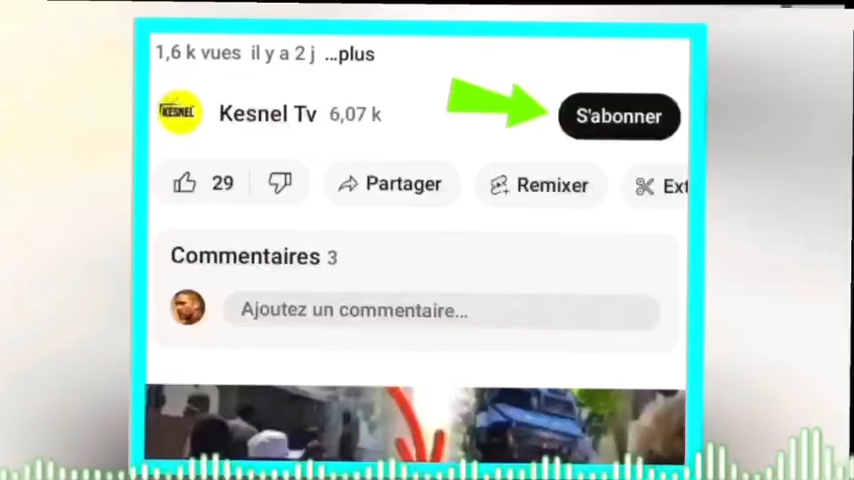 1,6 k vues il y a 2 j ...plus
KESNEL
Kesnel Tv 6,07 k
S'abonner
29
Partager
Remixer
Ext
Commentaires 3
Ajoutez un commentaire...